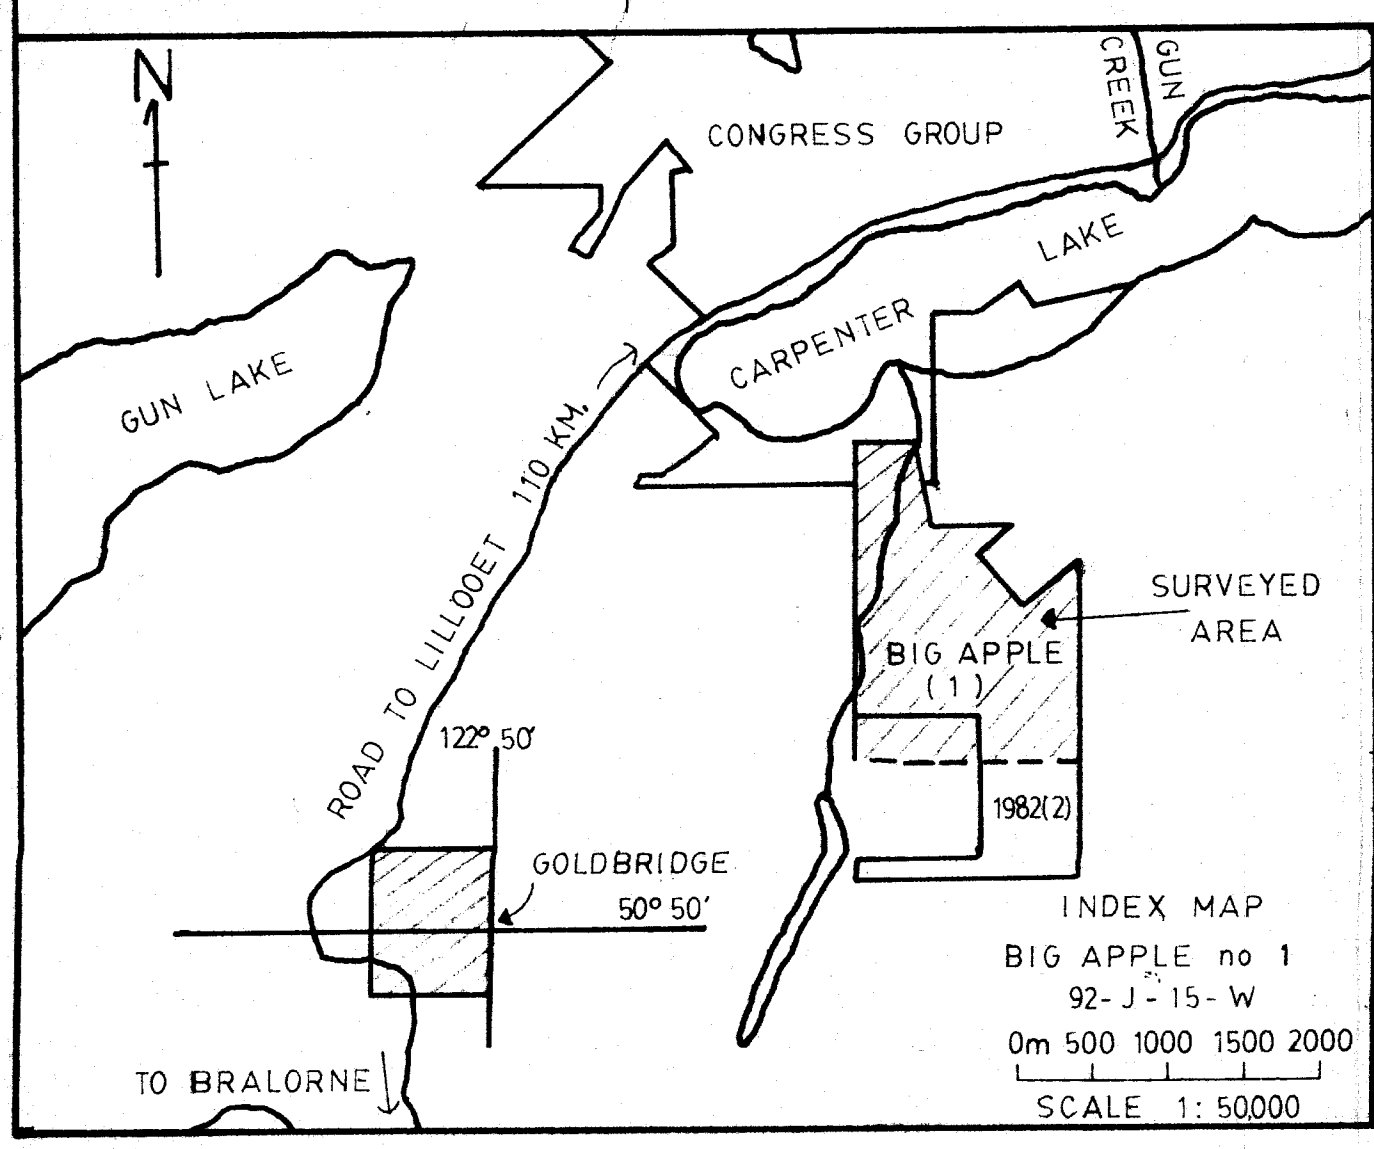 N
GUN
CREEK
CONGRESS GROUP
LAKE
CARPENTER
GUN LAKE
ROAD TO LILLOOET 110 KM.
SURVEYED
AREA
BIG APPLE
(1)
122° 50'
1982(2)
GOLDBRIDGE
50° 50'
INDEX MAP
BIG APPLE no 1
92-J-15-W
0m 500 1000 1500 2000
SCALE 1:50,000
TO BRALORNE